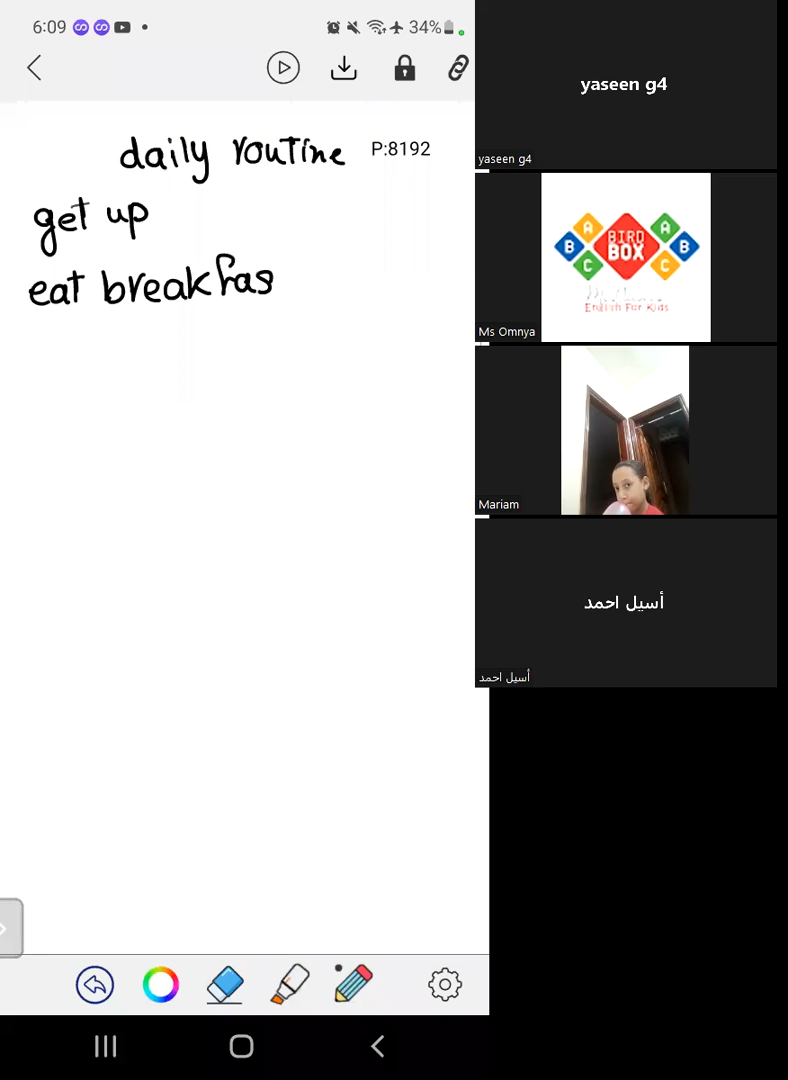 6:09
34%
daily routine
P:8192
get up
eat breakfas
yaseen g4
yaseen g4
A
B
C
BIRD
BOX
A
B
C
English For Kids
Ms Omnya
Mariam
أسيل احمد
أسيل احمد